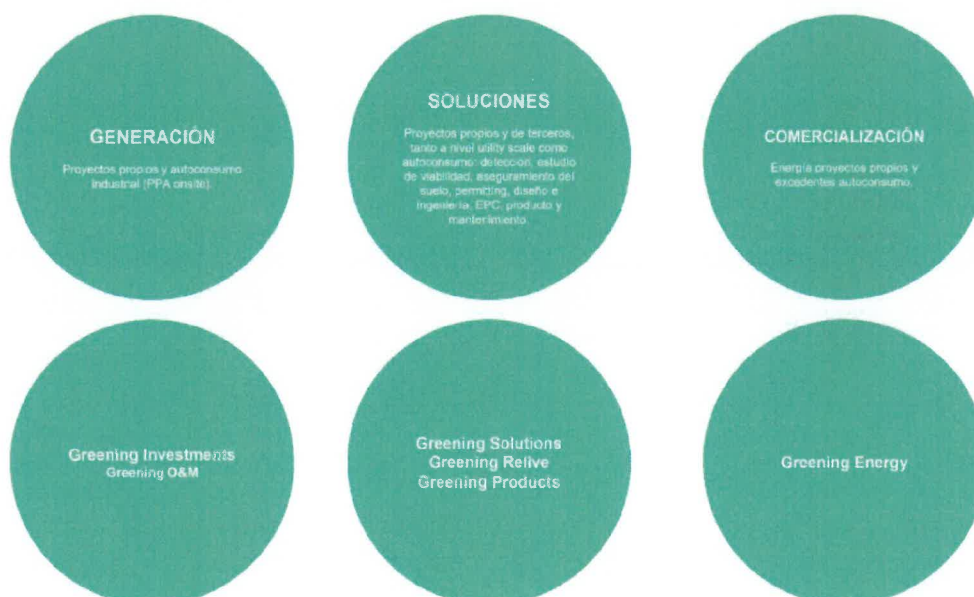 GENERACIÓN
Proyectos propios y autoconsumo
industrial (PPA onsite).
SOLUCIONES
Proyectos propios y de terceros,
tanto a nivel utility scale como
autoconsumo: detección, estudio
de viabilidad, aseguramiento del
suelo, permitting, diseño e
ingeniería, EPC, producto y
mantenimiento.
COMERCIALIZACIÓN
Energía proyectos propios y
excedentes autoconsumo.
Greening Investments
Greening O&M
Greening Solutions
Greening Relive
Greening Products
Greening Energy